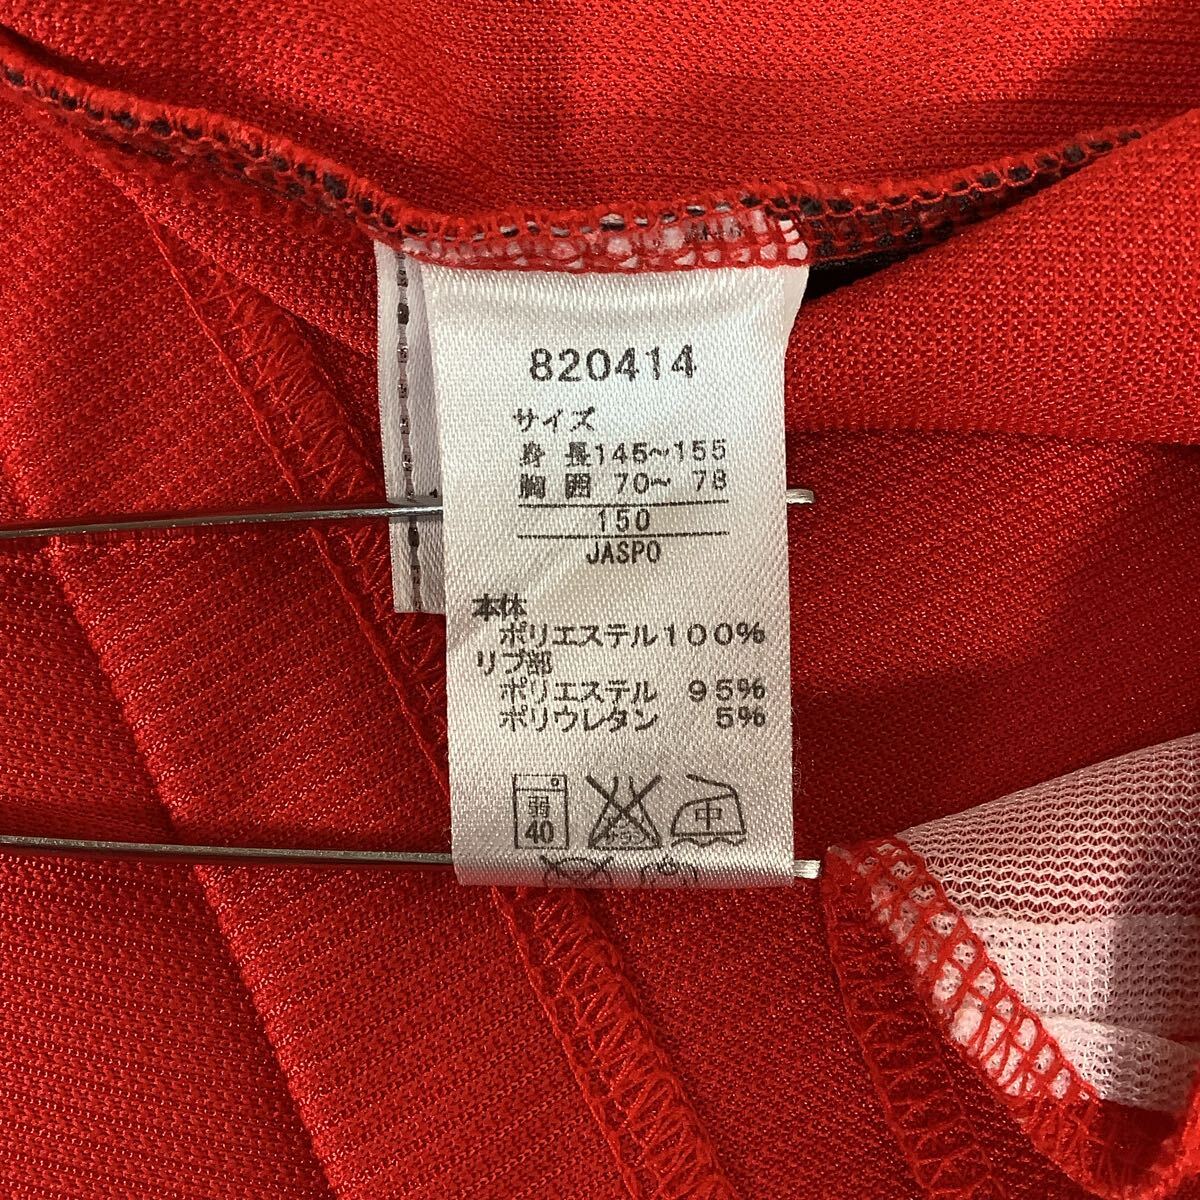 820414
サイズ
身長145～155
胸囲 70～ 78
150
JASPO
本体
ポリエステル100%
リブ部
ポリエステル 95%
ポリウレタン 5%
弱
40
中